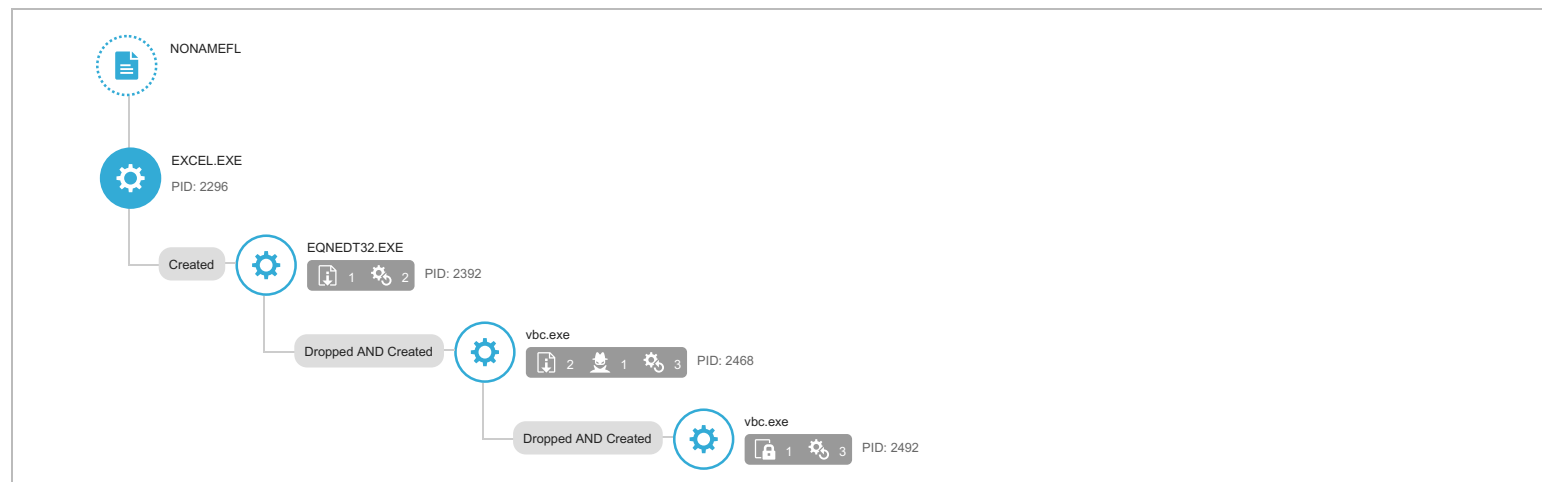 NONAMEFL
EXCEL.EXE
PID: 2296
Created
EQNEDT32.EXE
1 2 PID: 2392
Dropped AND Created
vbc.exe
2 1 3 PID: 2468
Dropped AND Created
vbc.exe
1 3 PID: 2492